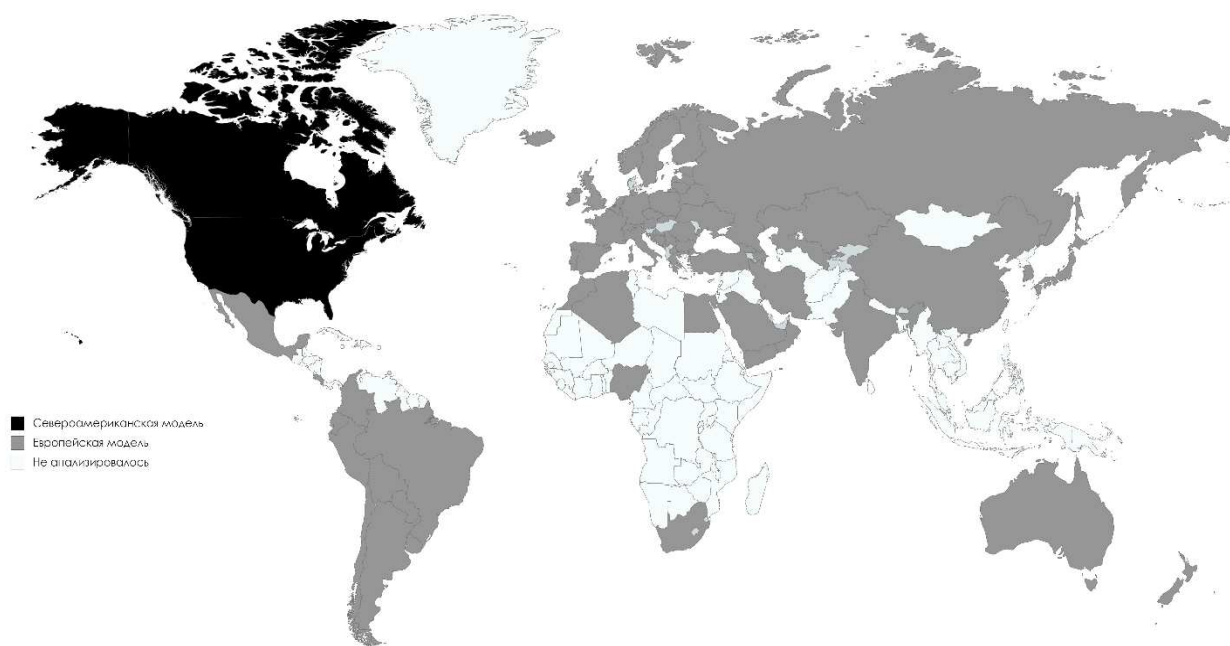 Североамериканская модель
Европейская модель
Не анализировалось